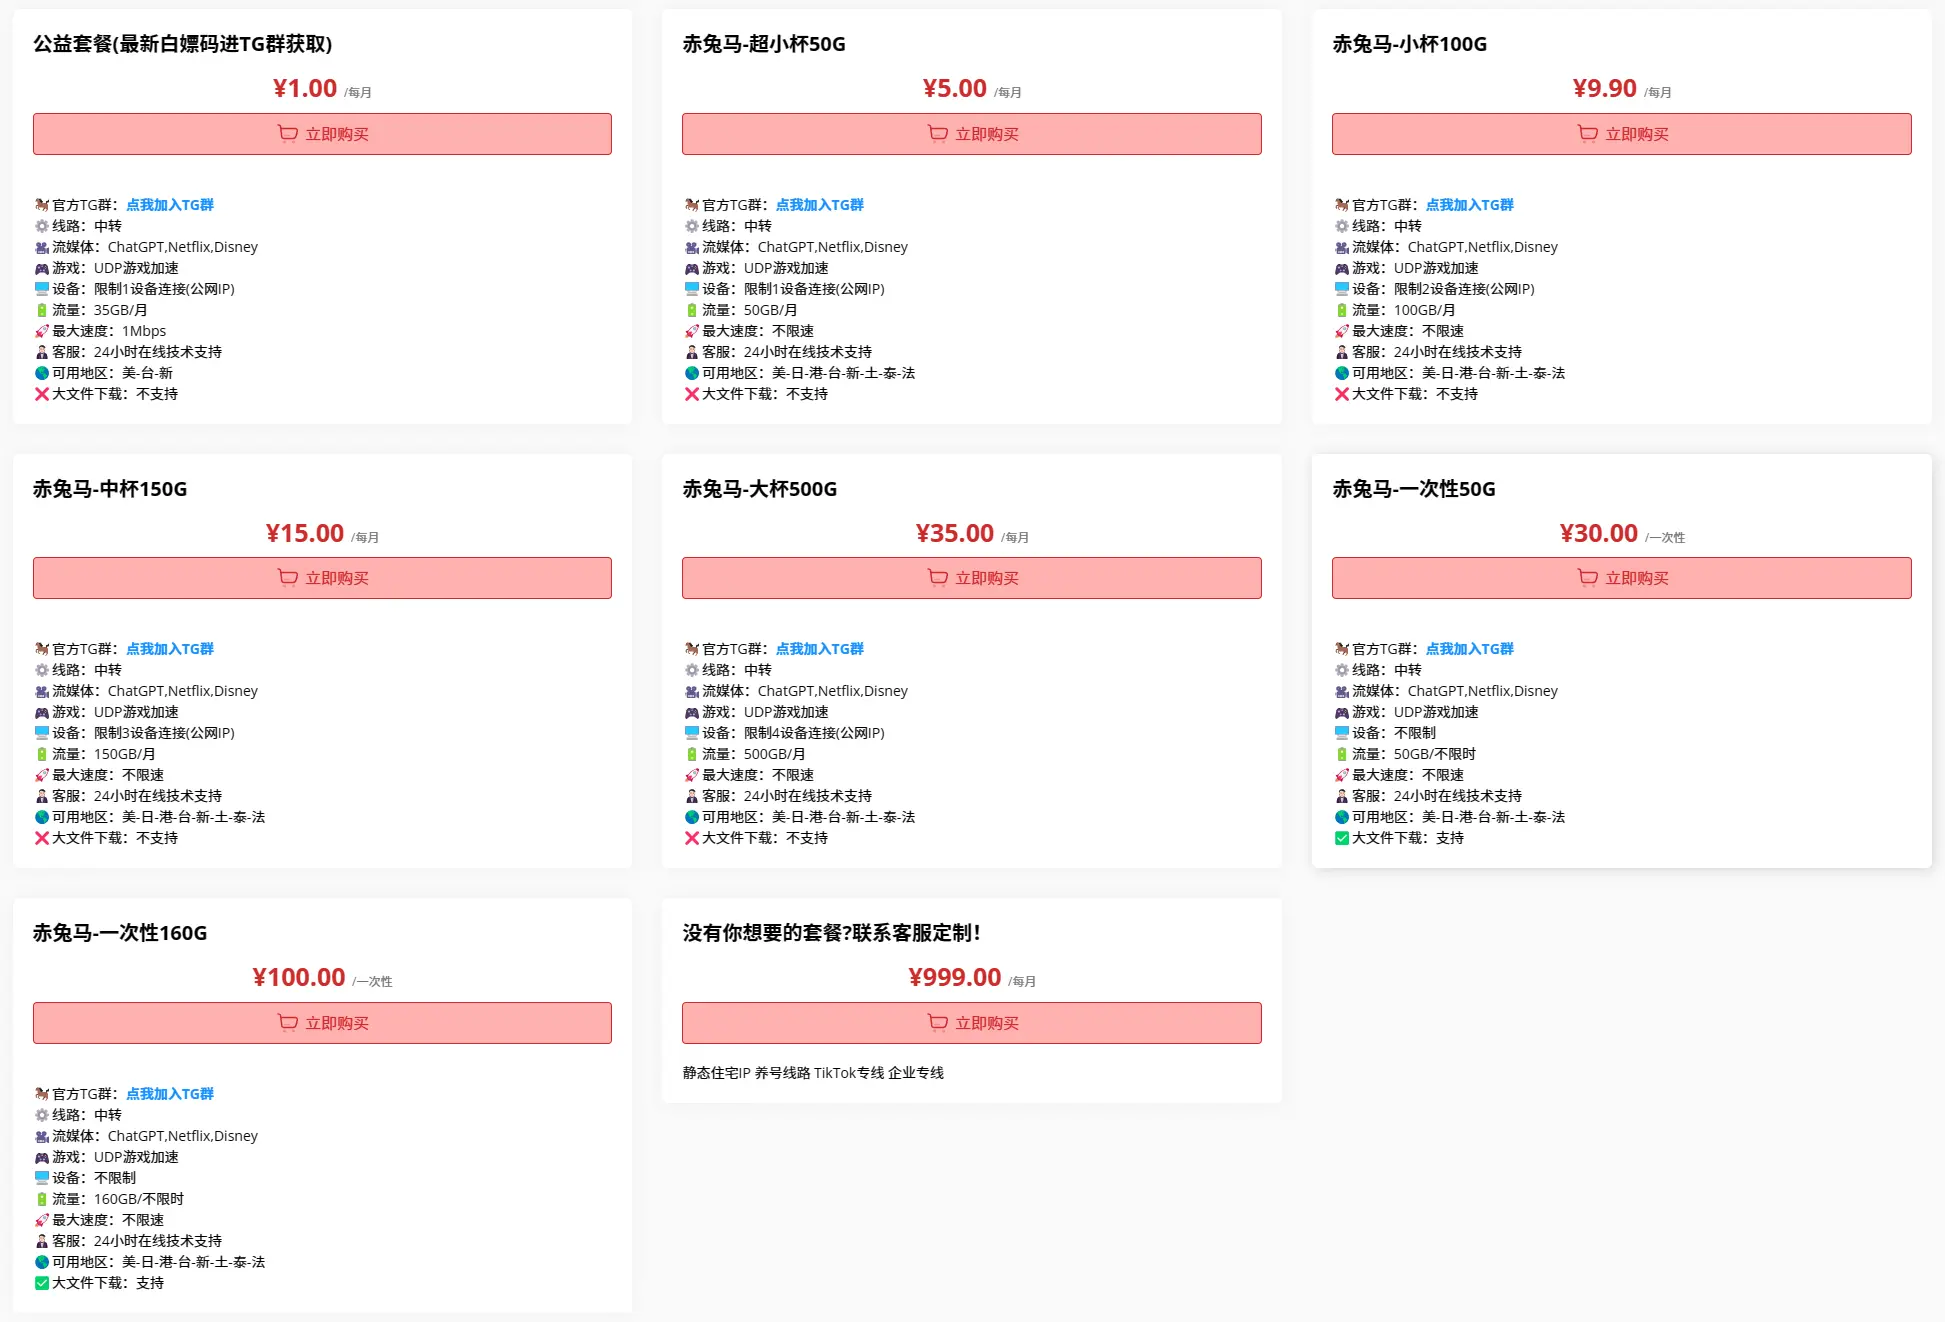 公益套餐(最新白嫖码进TG群获取)
¥1.00 /每月
立即购买
官方TG群：点我加入TG群
线路：中转
流媒体：ChatGPT,Netflix,Disney
游戏：UDP游戏加速
设备：限制1设备连接(公网IP)
流量：35GB/月
最大速度：1Mbps
客服：24小时在线技术支持
可用地区：美-台-新
大文件下载：不支持
赤兔马-超小杯50G
¥5.00 /每月
立即购买
官方TG群：点我加入TG群
线路：中转
流媒体：ChatGPT,Netflix,Disney
游戏：UDP游戏加速
设备：限制1设备连接(公网IP)
流量：50GB/月
最大速度：不限速
客服：24小时在线技术支持
可用地区：美-日-港-台-新-土-泰-法
大文件下载：不支持
赤兔马-小杯100G
¥9.90 /每月
立即购买
官方TG群：点我加入TG群
线路：中转
流媒体：ChatGPT,Netflix,Disney
游戏：UDP游戏加速
设备：限制2设备连接(公网IP)
流量：100GB/月
最大速度：不限速
客服：24小时在线技术支持
可用地区：美-日-港-台-新-土-泰-法
大文件下载：不支持
赤兔马-中杯150G
¥15.00 /每月
立即购买
官方TG群：点我加入TG群
线路：中转
流媒体：ChatGPT,Netflix,Disney
游戏：UDP游戏加速
设备：限制3设备连接(公网IP)
流量：150GB/月
最大速度：不限速
客服：24小时在线技术支持
可用地区：美-日-港-台-新-土-泰-法
大文件下载：不支持
赤兔马-大杯500G
¥35.00 /每月
立即购买
官方TG群：点我加入TG群
线路：中转
流媒体：ChatGPT,Netflix,Disney
游戏：UDP游戏加速
设备：限制4设备连接(公网IP)
流量：500GB/月
最大速度：不限速
客服：24小时在线技术支持
可用地区：美-日-港-台-新-土-泰-法
大文件下载：不支持
赤兔马-一次性50G
¥30.00 /一次性
立即购买
官方TG群：点我加入TG群
线路：中转
流媒体：ChatGPT,Netflix,Disney
游戏：UDP游戏加速
设备：不限制
流量：50GB/不限时
最大速度：不限速
客服：24小时在线技术支持
可用地区：美-日-港-台-新-土-泰-法
大文件下载：支持
赤兔马-一次性160G
¥100.00 /一次性
立即购买
官方TG群：点我加入TG群
线路：中转
流媒体：ChatGPT,Netflix,Disney
游戏：UDP游戏加速
设备：不限制
流量：160GB/不限时
最大速度：不限速
客服：24小时在线技术支持
可用地区：美-日-港-台-新-土-泰-法
大文件下载：支持
没有你想要的套餐?联系客服定制！
¥999.00 /每月
立即购买
静态住宅IP 养号线路 TikTok专线 企业专线